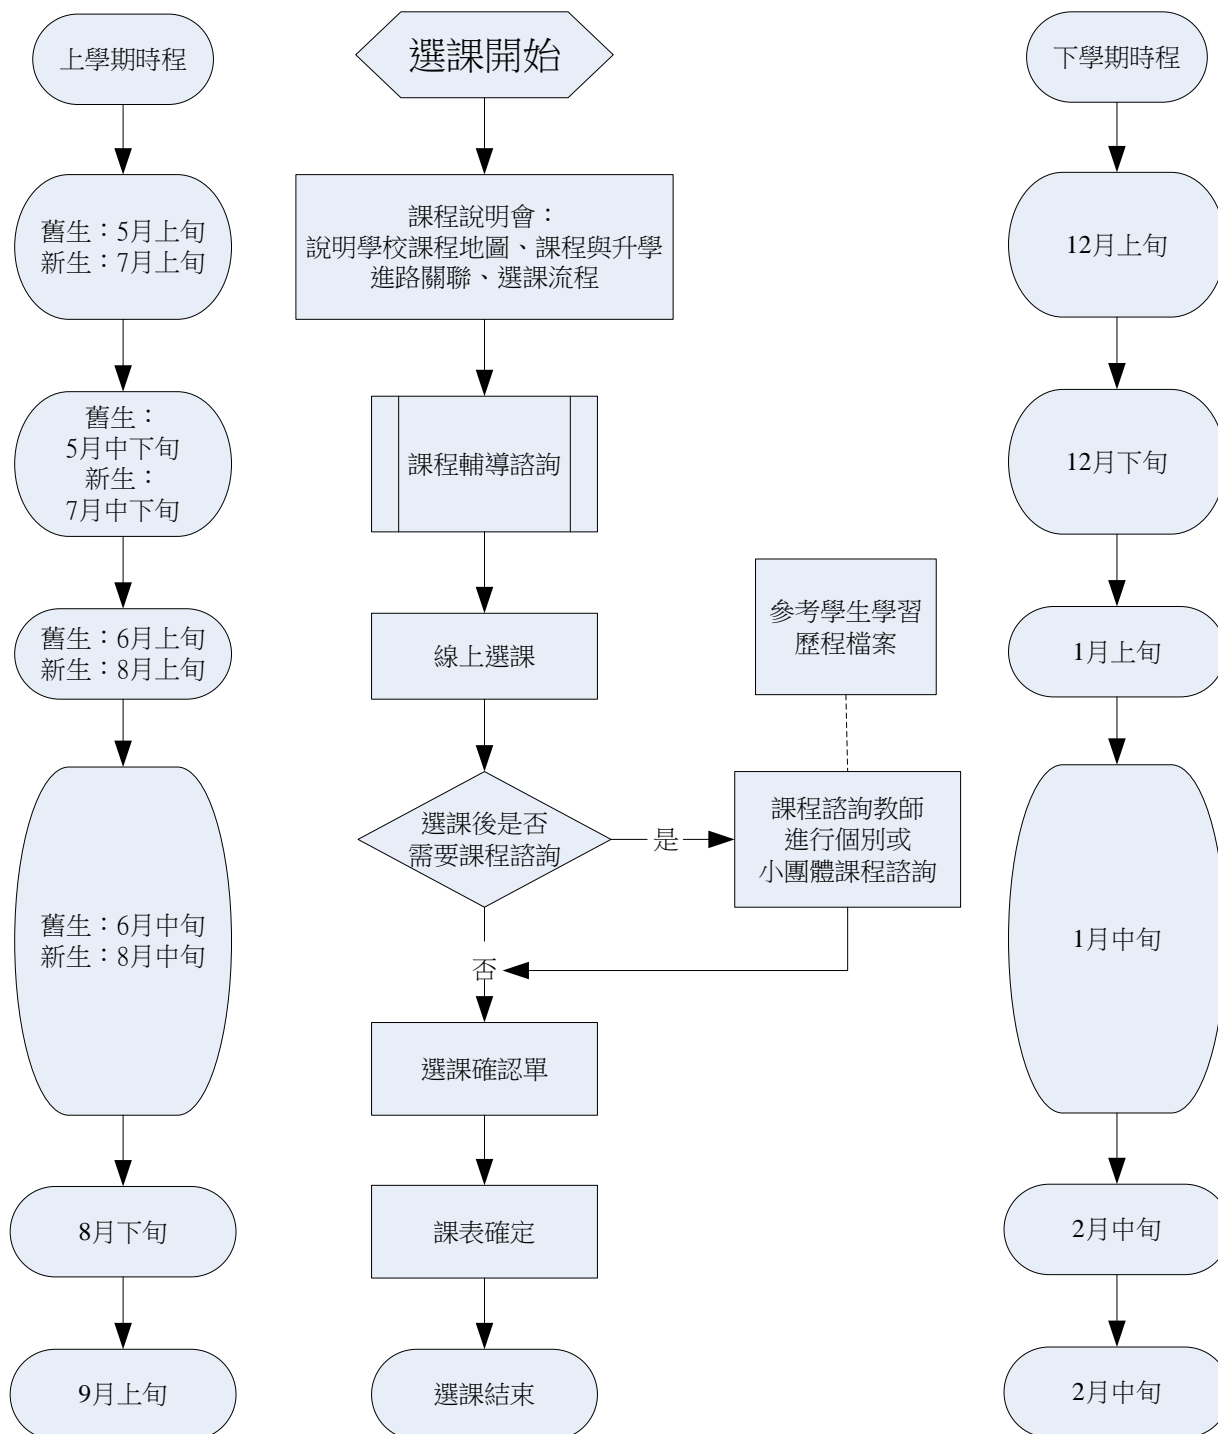 上學期時程
選課開始
下學期時程
舊生：5月上旬
新生：7月上旬
課程說明會：
說明學校課程地圖、課程與升學
進路關聯、選課流程
12月上旬
舊生：
5月中下旬
新生：
7月中下旬
課程輔導諮詢
12月下旬
舊生：6月上旬
新生：8月上旬
線上選課
參考學生學習
歷程檔案
1月上旬
選課後是否
需要課程諮詢
是
課程諮詢教師
進行個別或
小團體課程諮詢
舊生：6月中旬
新生：8月中旬
1月中旬
否
選課確認單
8月下旬
課表確定
2月中旬
9月上旬
選課結束
2月中旬